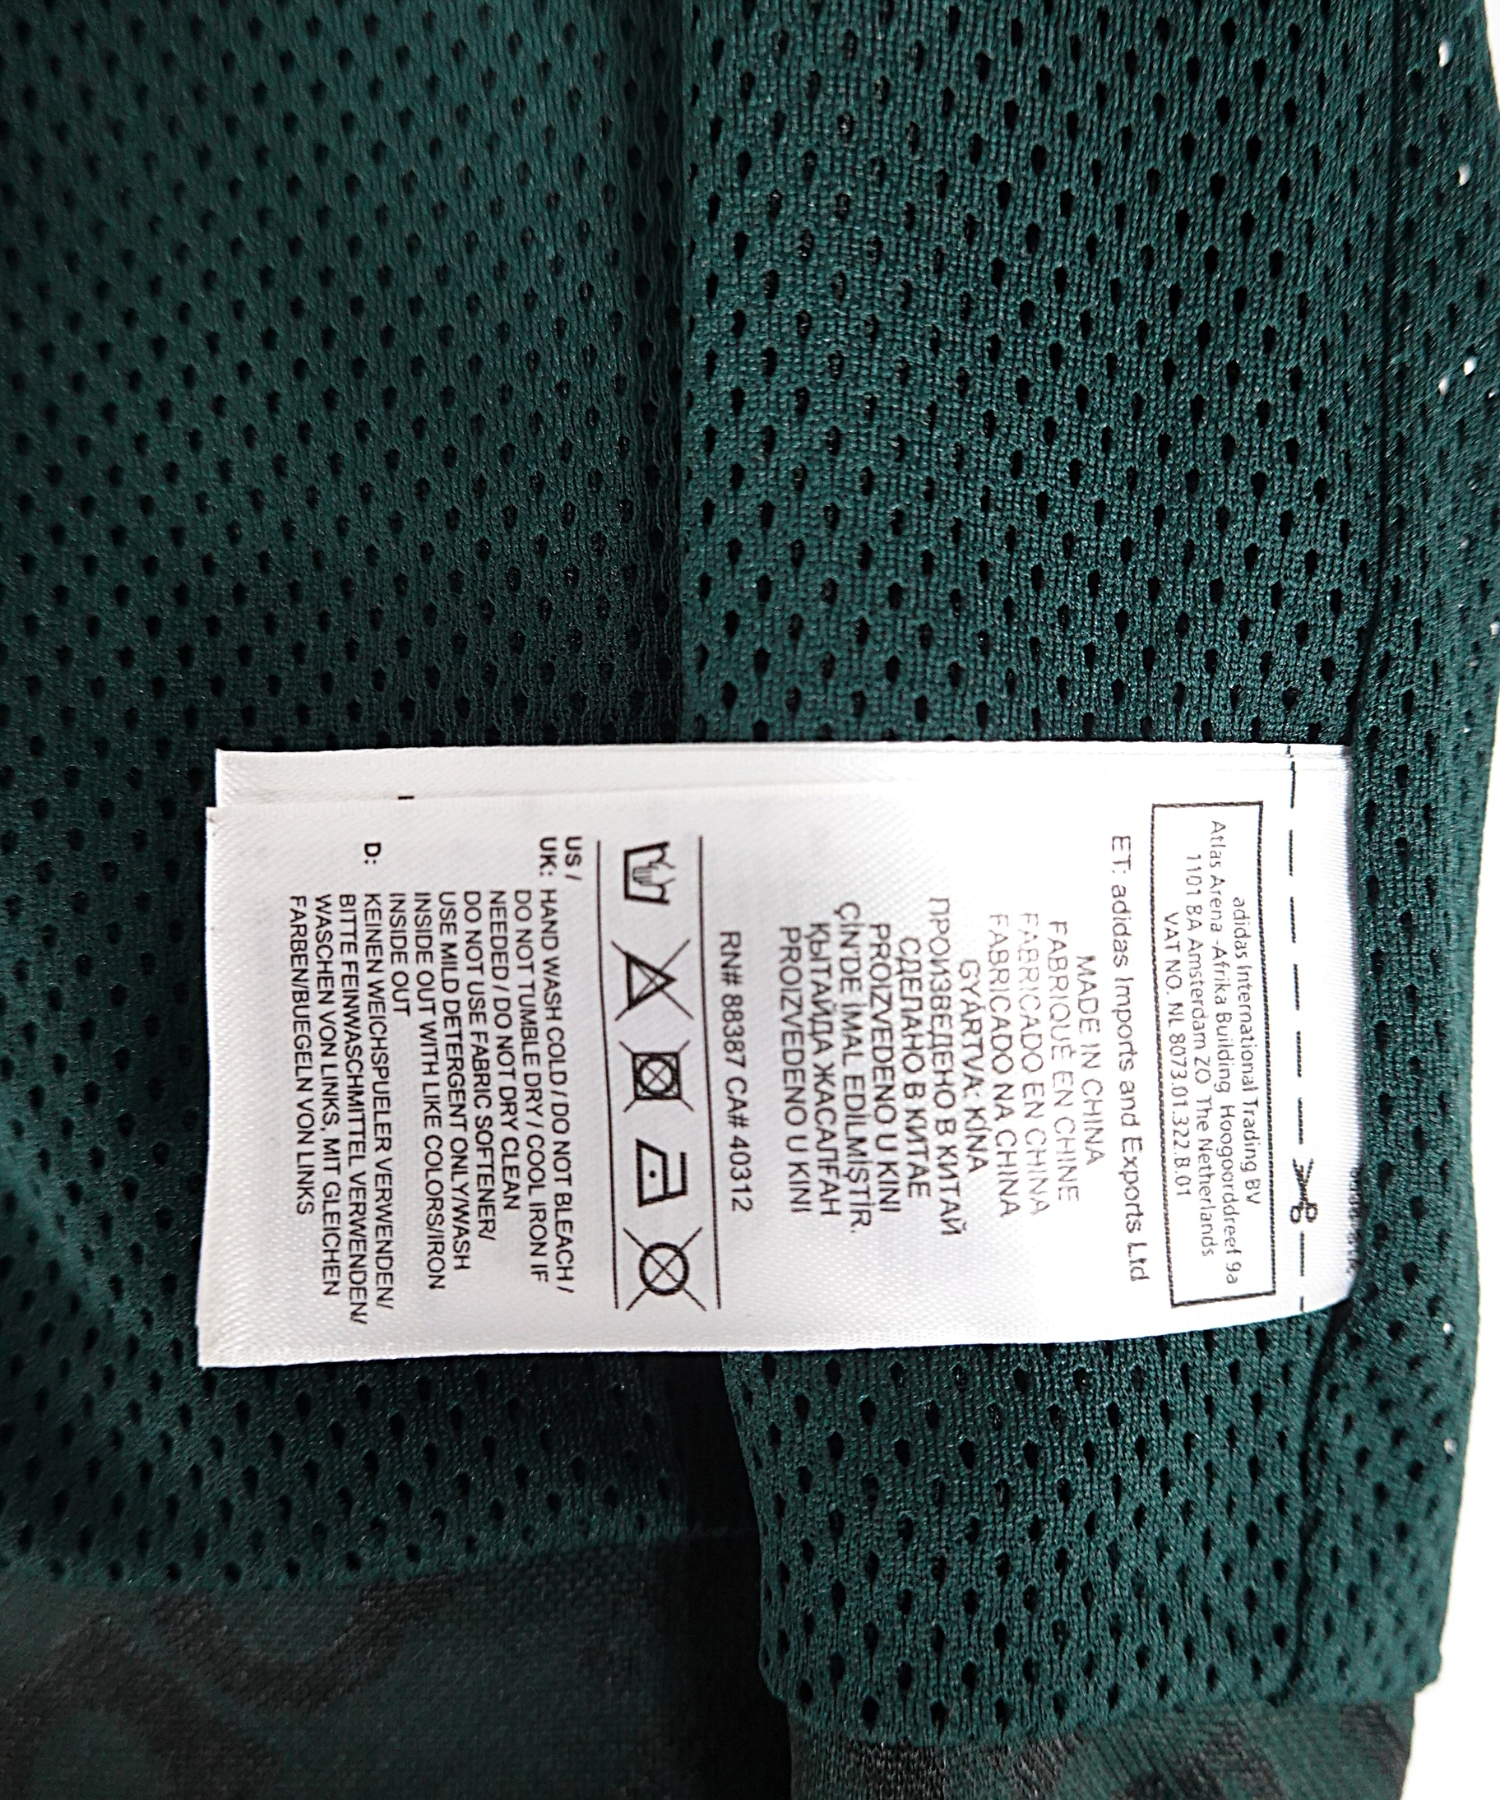 adidas International Trading BV
Atlas Arena -Afrika Building Hoogoorddreef 9a
1101 BA Amsterdam ZO The Netherlands
VAT NO. NL 8073.01.322.B.01
ET: adidas Imports and Exports Ltd
MADE IN CHINA
FABRIQUÉ EN CHINE
FABRICADO EN CHINA
FABRICADO NA CHINA
GYÁRTVA: KÍNA
ПРОИЗВЕДЕНО В КИТАЙ
СДЕЛАНО В КИТАЕ
PROIZVEDENO U KINI
ÇİN'DE İMAL EDİLMİŞTİR.
ҚЫТАЙДА ЖАСАЛҒАН
PROIZVEDENO U KINI
RN# 88387 CA# 40312
US /
UK: HAND WASH COLD / DO NOT BLEACH /
DO NOT TUMBLE DRY / COOL IRON IF
NEEDED / DO NOT DRY CLEAN
DO NOT USE FABRIC SOFTENER/
USE MILD DETERGENT ONLY/WASH
INSIDE OUT WITH LIKE COLORS/IRON
INSIDE OUT
D: KEINEN WEICHSPUELER VERWENDEN/
BITTE FEINWASCHMITTEL VERWENDEN/
WASCHEN VON LINKS, MIT GLEICHEN
FARBEN/BUEGELN VON LINKS